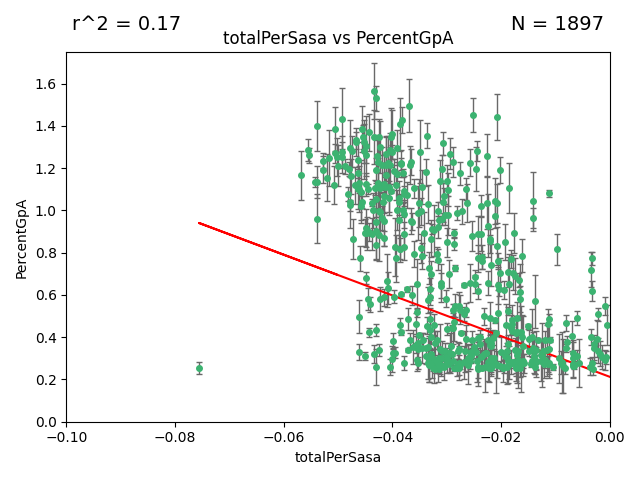 r^2 = 0.17 N = 1897
totalPerSasa vs PercentGpA
1.6
1.4
1.2
1.0
0.8
0.6
0.4
0.2
0.0
PercentGpA
−0.10 −0.08 −0.06 −0.04 −0.02 0.00
totalPerSasa